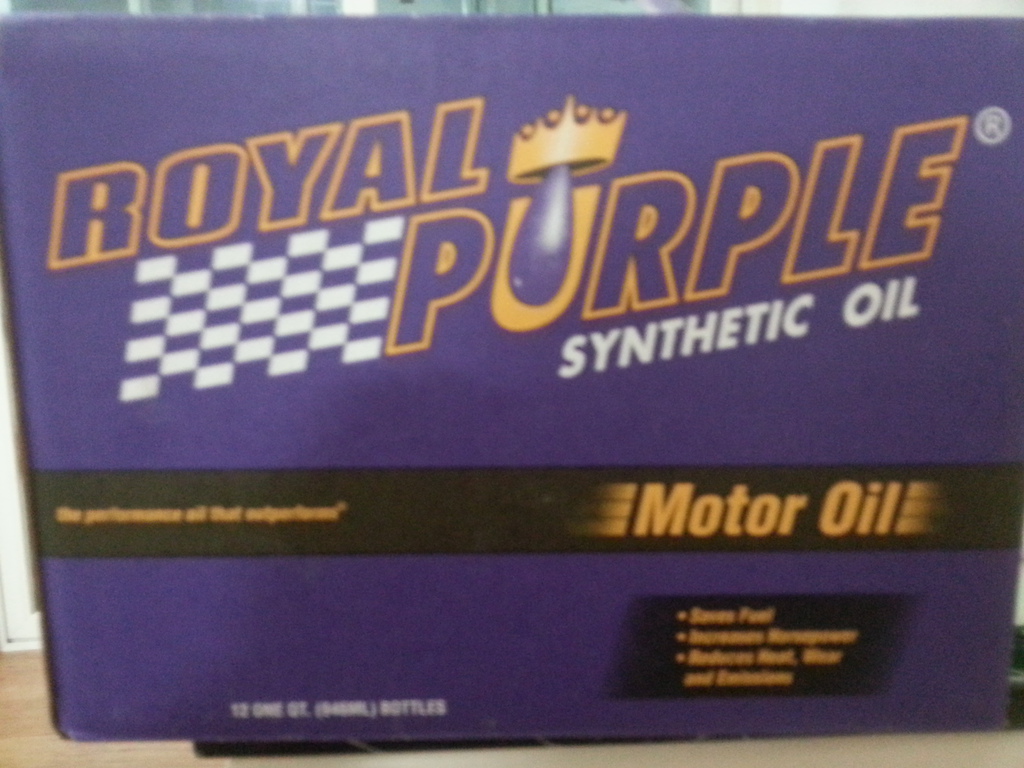 ROYAL
PURPLE®
SYNTHETIC OIL
the performance oil that outperforms®
Motor Oil
• Saves Fuel
• Increases Horsepower
• Reduces Heat, Wear
and Emissions
12 ONE QT. (946ML) BOTTLES